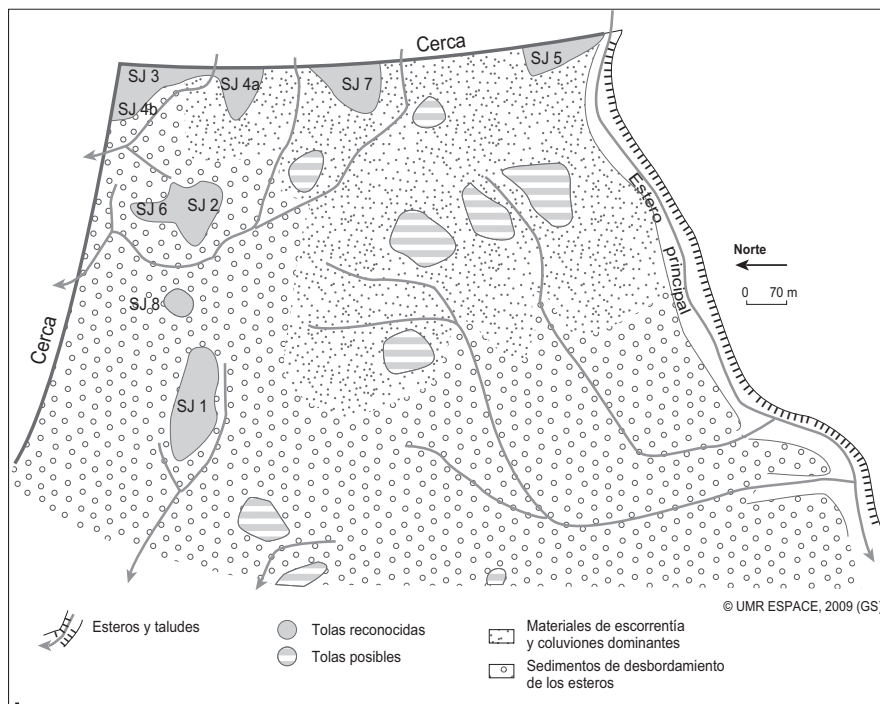 Cerca
SJ 3
SJ 4a
SJ 7
SJ 5
SJ 4b
SJ 6
SJ 2
Estero principal
Norte
0 70 m
SJ 8
Cerca
SJ 1
© UMR ESPACE, 2009 (GS)
Esteros y taludes
Tolas reconocidas
Tolas posibles
Materiales de escorrentía
y coluviones dominantes
Sedimentos de desbordamiento
de los esteros